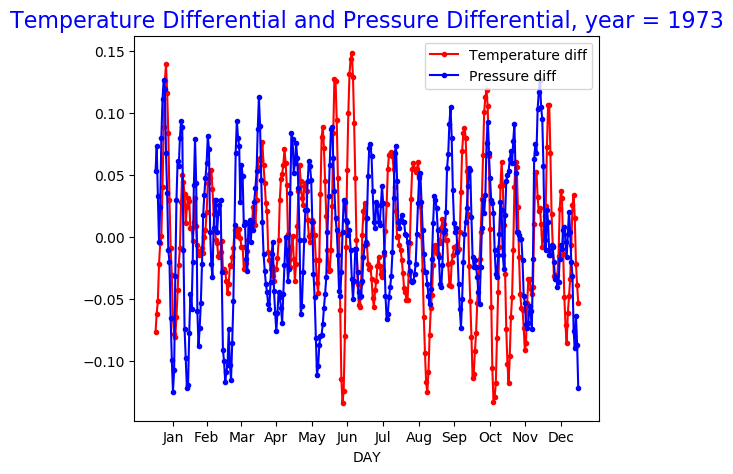 Temperature Differential and Pressure Differential, year = 1973
Temperature diff
Pressure diff
0.15
0.10
0.05
0.00
−0.05
−0.10
Jan Feb Mar Apr May Jun Jul Aug Sep Oct Nov Dec
DAY